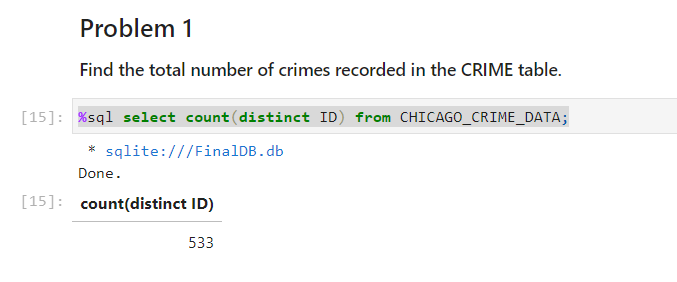 Problem 1
Find the total number of crimes recorded in the CRIME table.
[15]: %sql select count(distinct ID) from CHICAGO_CRIME_DATA;
* sqlite:///FinalDB.db
Done.
[15]: count(distinct ID)
533